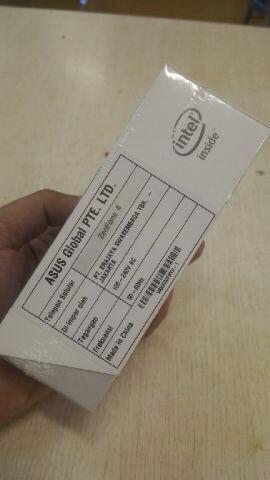 intel
inside™
ASUS Global PTE LTD.
Telepon Seluler ZenFone 4
Di impor oleh PT. ERAJAYA SWASEMBADA TBK. -
JAKARTA
Tegangan 100 - 240V AC
Frekuensi 50 - 60Hz
Made in China